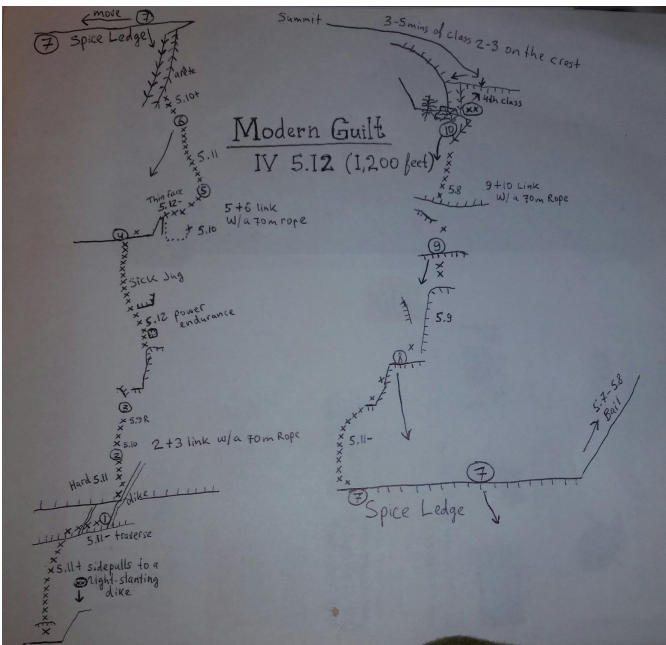 Modern Guilt
IV 5.12 (1,200 feet)
move
7
7
Spice Ledge
arête
5.10+
6
5.11
5
Thin face
5.12-
5.10
5+6 link
w/a 70m rope
4
Sick Jug
5.12 power
endurance
3
5.9R
5.10
2
2+3 link w/a 70m Rope
Hard 5.11
dike
1
5.11- traverse
5.11+ sidepulls to a
right-slanting
dike
Summit
3-5mins of class 2-3 on the crest
4th class
xx
10
5.8
9+10 link
w/a 70m Rope
9
5.9
8
5.11-
5.7-5.8
Bail
7
7
Spice Ledge